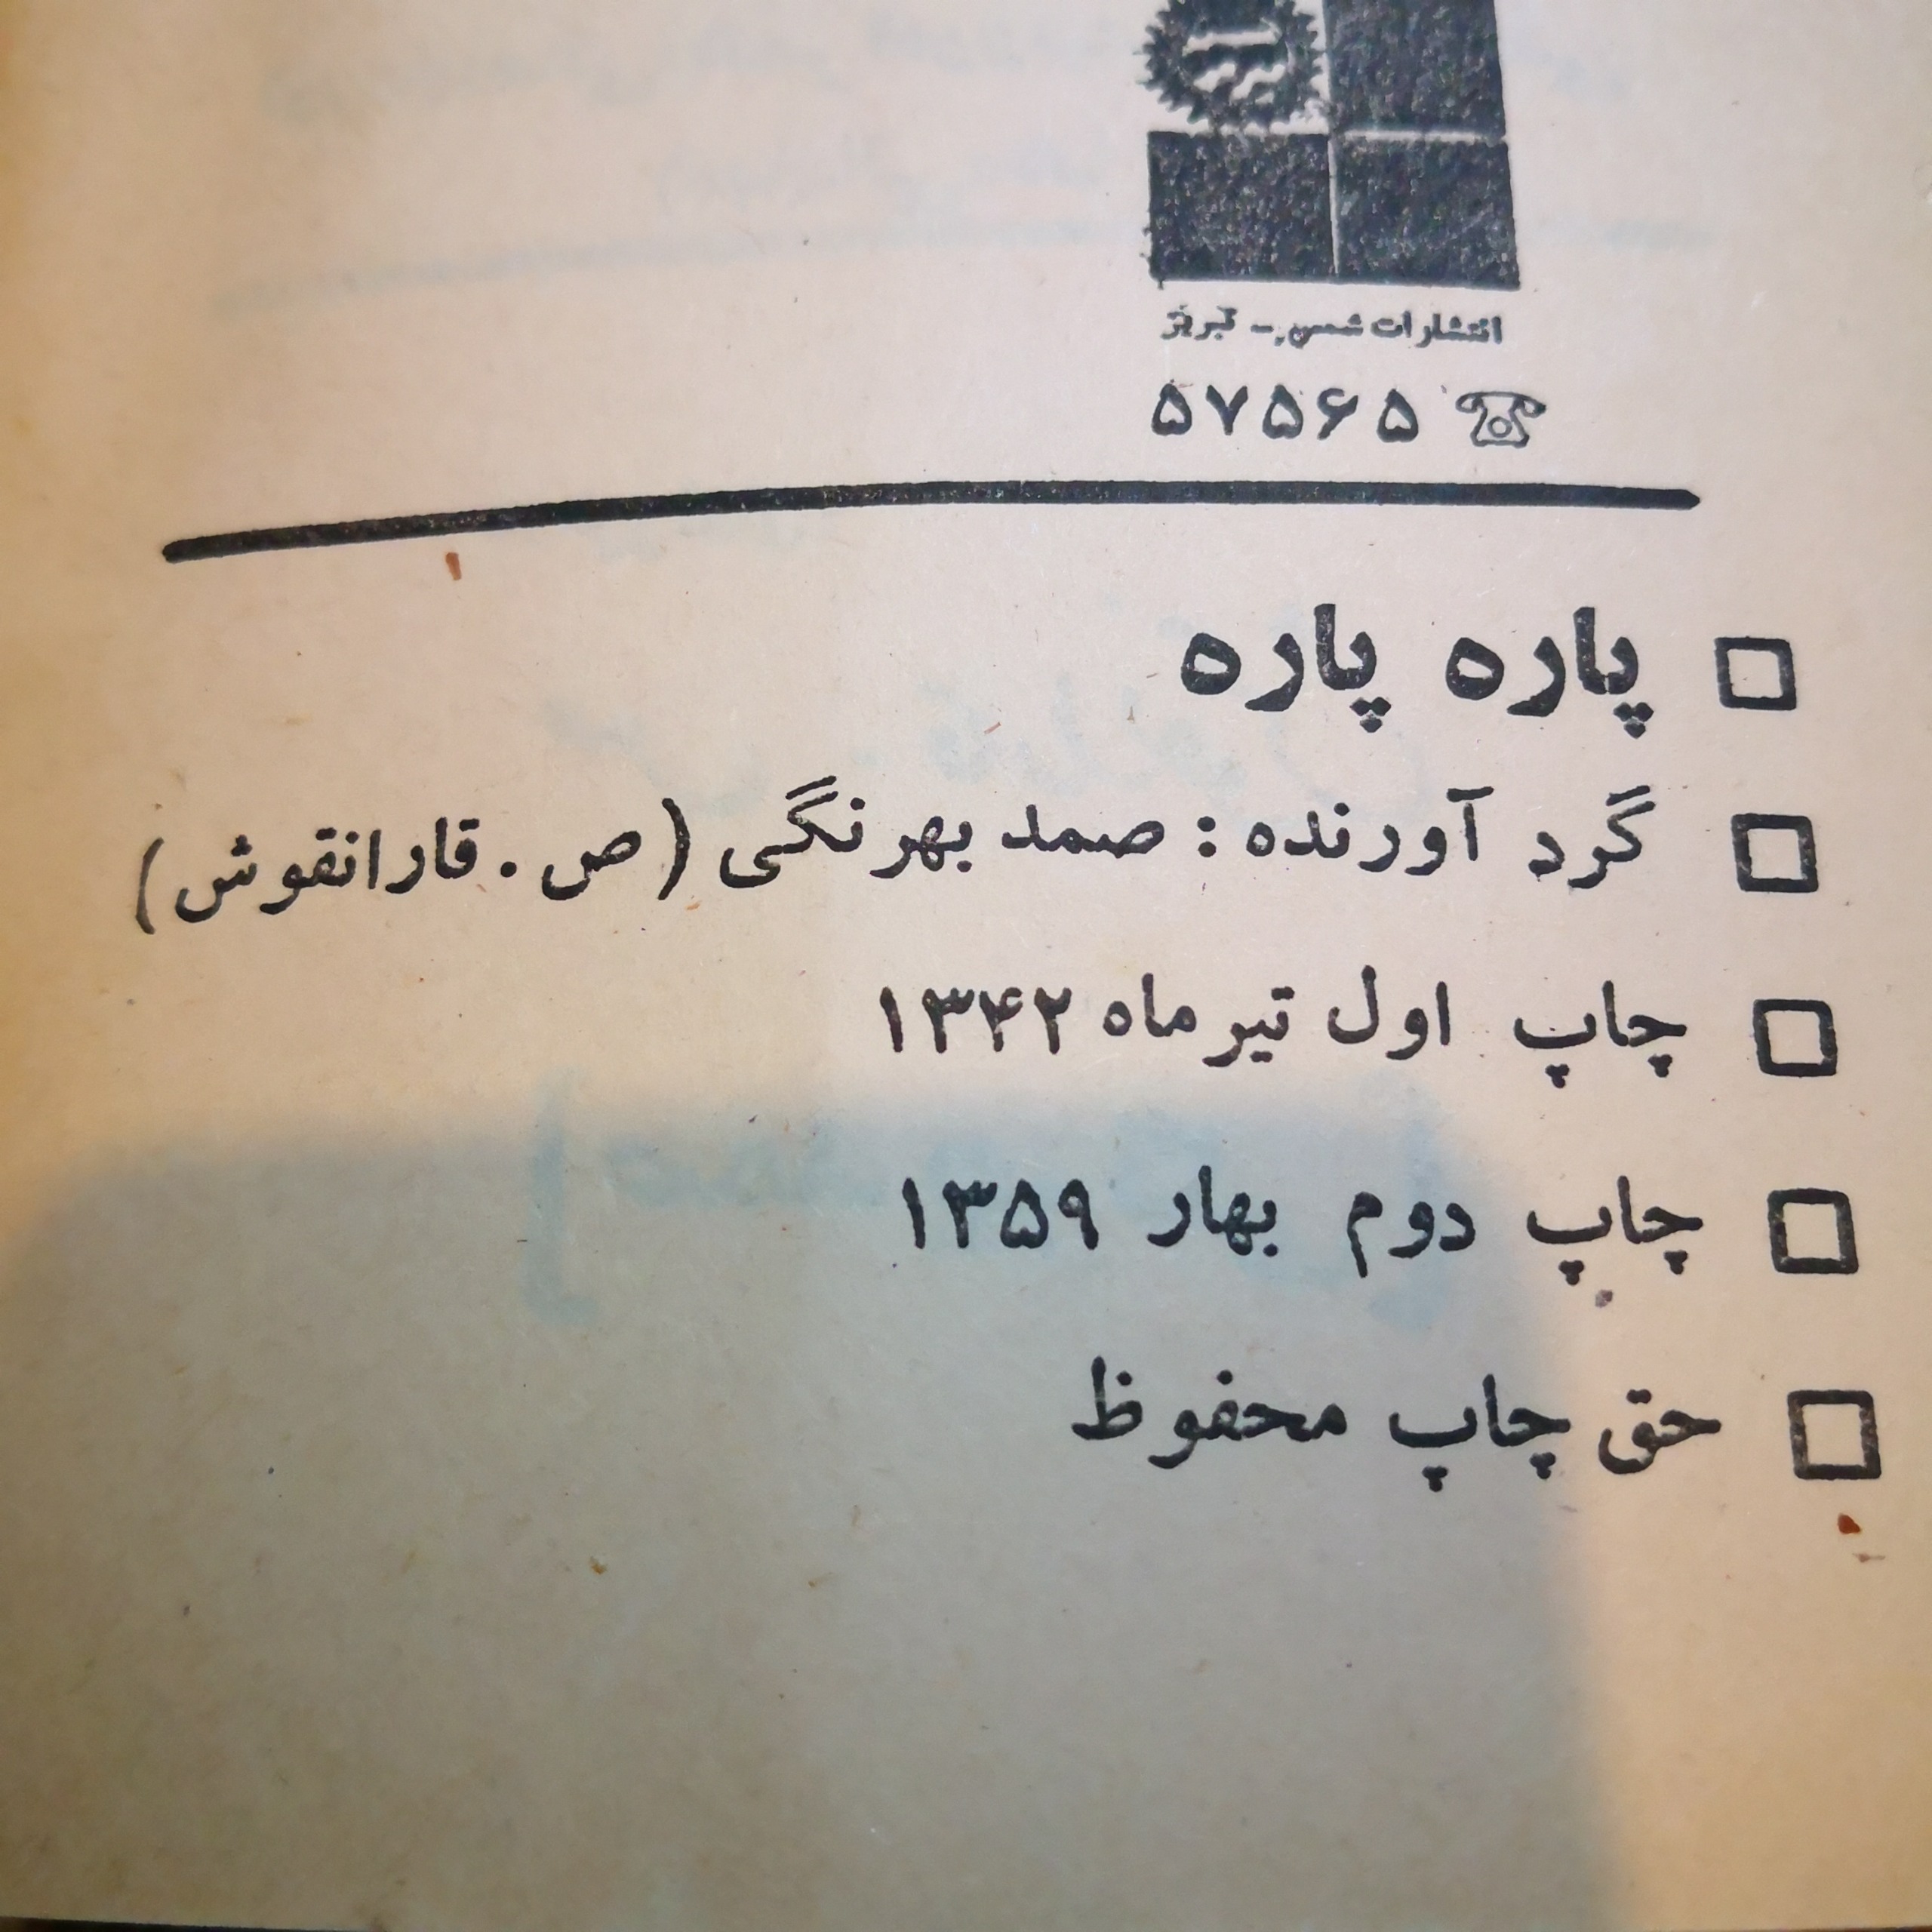 انتشارات شمس - تبریز
۵۷۵۶۵
پاره پاره
گرد آورنده : صمد بهرنگی (ص . قارانقوش)
چاپ اول تیرماه ۱۳۴۲
چاپ دوم بهار ۱۳۵۹
حق چاپ محفوظ